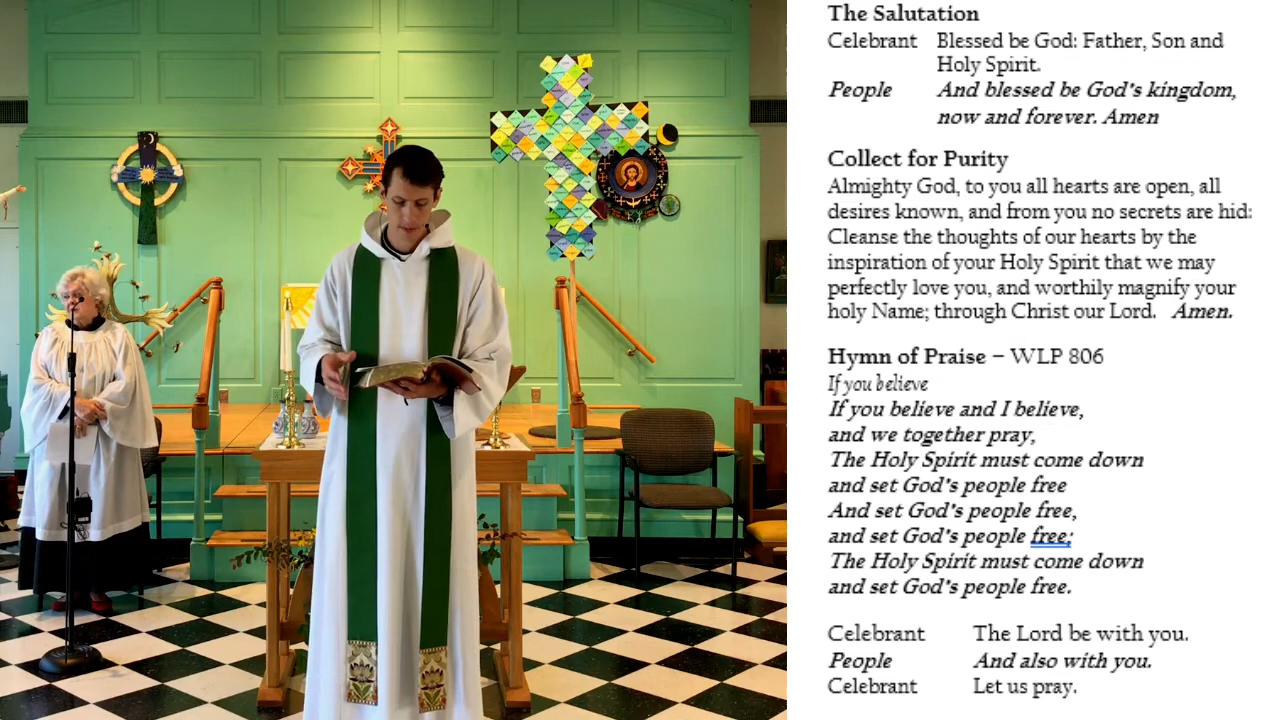 The Salutation
Celebrant Blessed be God: Father, Son and
Holy Spirit.
People And blessed be God's kingdom,
now and forever. Amen
Collect for Purity
Almighty God, to you all hearts are open, all
desires known, and from you no secrets are hid:
Cleanse the thoughts of our hearts by the
inspiration of your Holy Spirit that we may
perfectly love you, and worthily magnify your
holy Name; through Christ our Lord. Amen.
Hymn of Praise – WLP 806
If you believe
If you believe and I believe,
and we together pray,
The Holy Spirit must come down
and set God's people free
And set God's people free,
and set God's people free;
The Holy Spirit must come down
and set God's people free.
Celebrant The Lord be with you.
People And also with you.
Celebrant Let us pray.